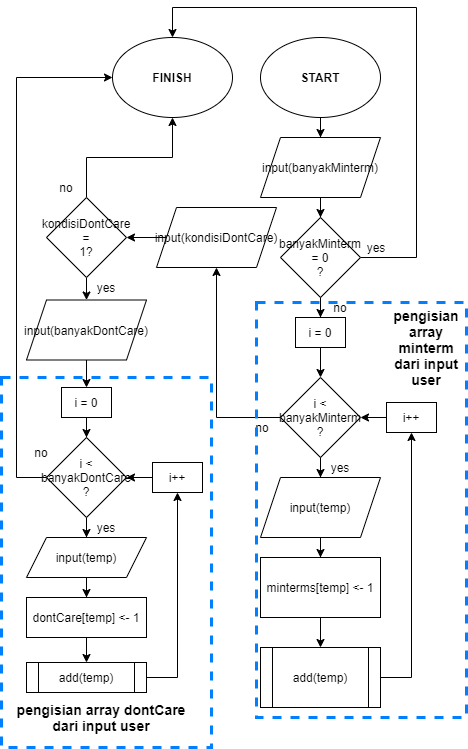 FINISH
START
input(banyakMinterm)
no
kondisiDontCare
=
1?
input(kondisiDontCare)
banyakMinterm
= 0
?
yes
yes
no
input(banyakDontCare)
i = 0
pengisian
array
minterm
dari input
user
i = 0
i <
banyakMinterm
?
i++
no
no
i <
banyakDontCare
?
i++
yes
yes
input(temp)
input(temp)
minterms[temp] <- 1
dontCare[temp] <- 1
add(temp)
add(temp)
pengisian array dontCare
dari input user